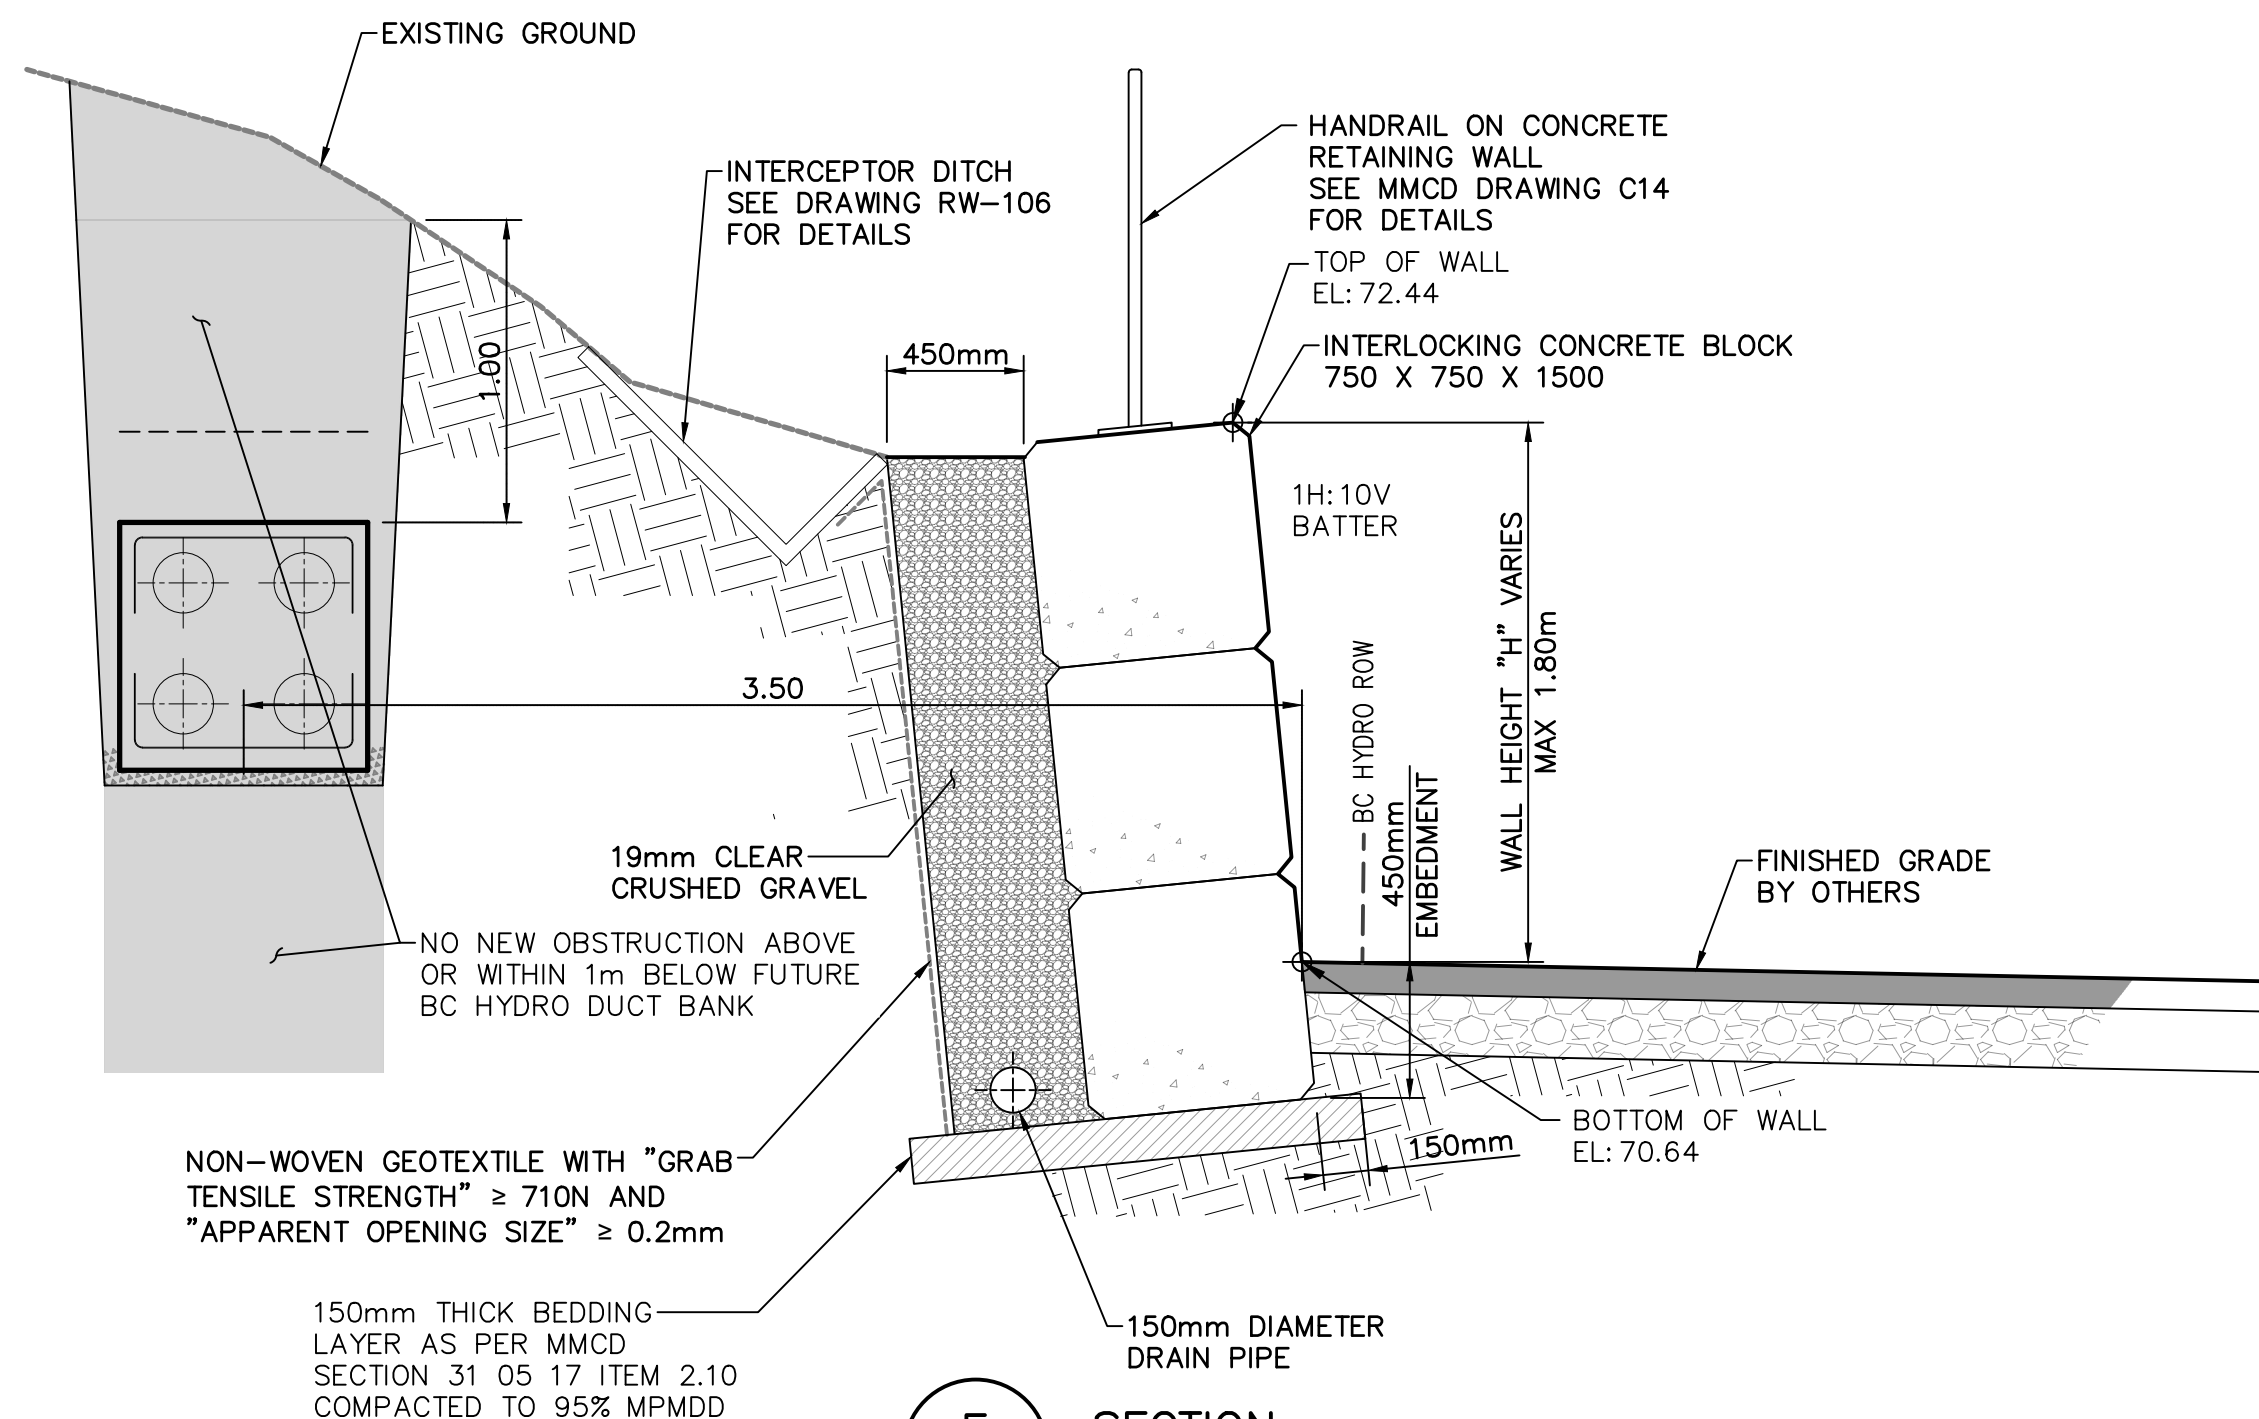 EXISTING GROUND
HANDRAIL ON CONCRETE
RETAINING WALL
SEE MMCD DRAWING C14
FOR DETAILS
INTERCEPTOR DITCH
SEE DRAWING RW-106
FOR DETAILS
TOP OF WALL
EL: 72.44
INTERLOCKING CONCRETE BLOCK
750 X 750 X 1500
450mm
1.00
1H: 10V
BATTER
WALL HEIGHT "H" VARIES
MAX 1.80m
BC HYDRO ROW
3.50
450mm
EMBEDMENT
19mm CLEAR
CRUSHED GRAVEL
FINISHED GRADE
BY OTHERS
NO NEW OBSTRUCTION ABOVE
OR WITHIN 1m BELOW FUTURE
BC HYDRO DUCT BANK
BOTTOM OF WALL
EL: 70.64
150mm
NON-WOVEN GEOTEXTILE WITH "GRAB
TENSILE STRENGTH" ≥ 710N AND
"APPARENT OPENING SIZE" ≥ 0.2mm
150mm THICK BEDDING
LAYER AS PER MMCD
SECTION 31 05 17 ITEM 2.10
COMPACTED TO 95% MPMDD
150mm DIAMETER
DRAIN PIPE
SECTION